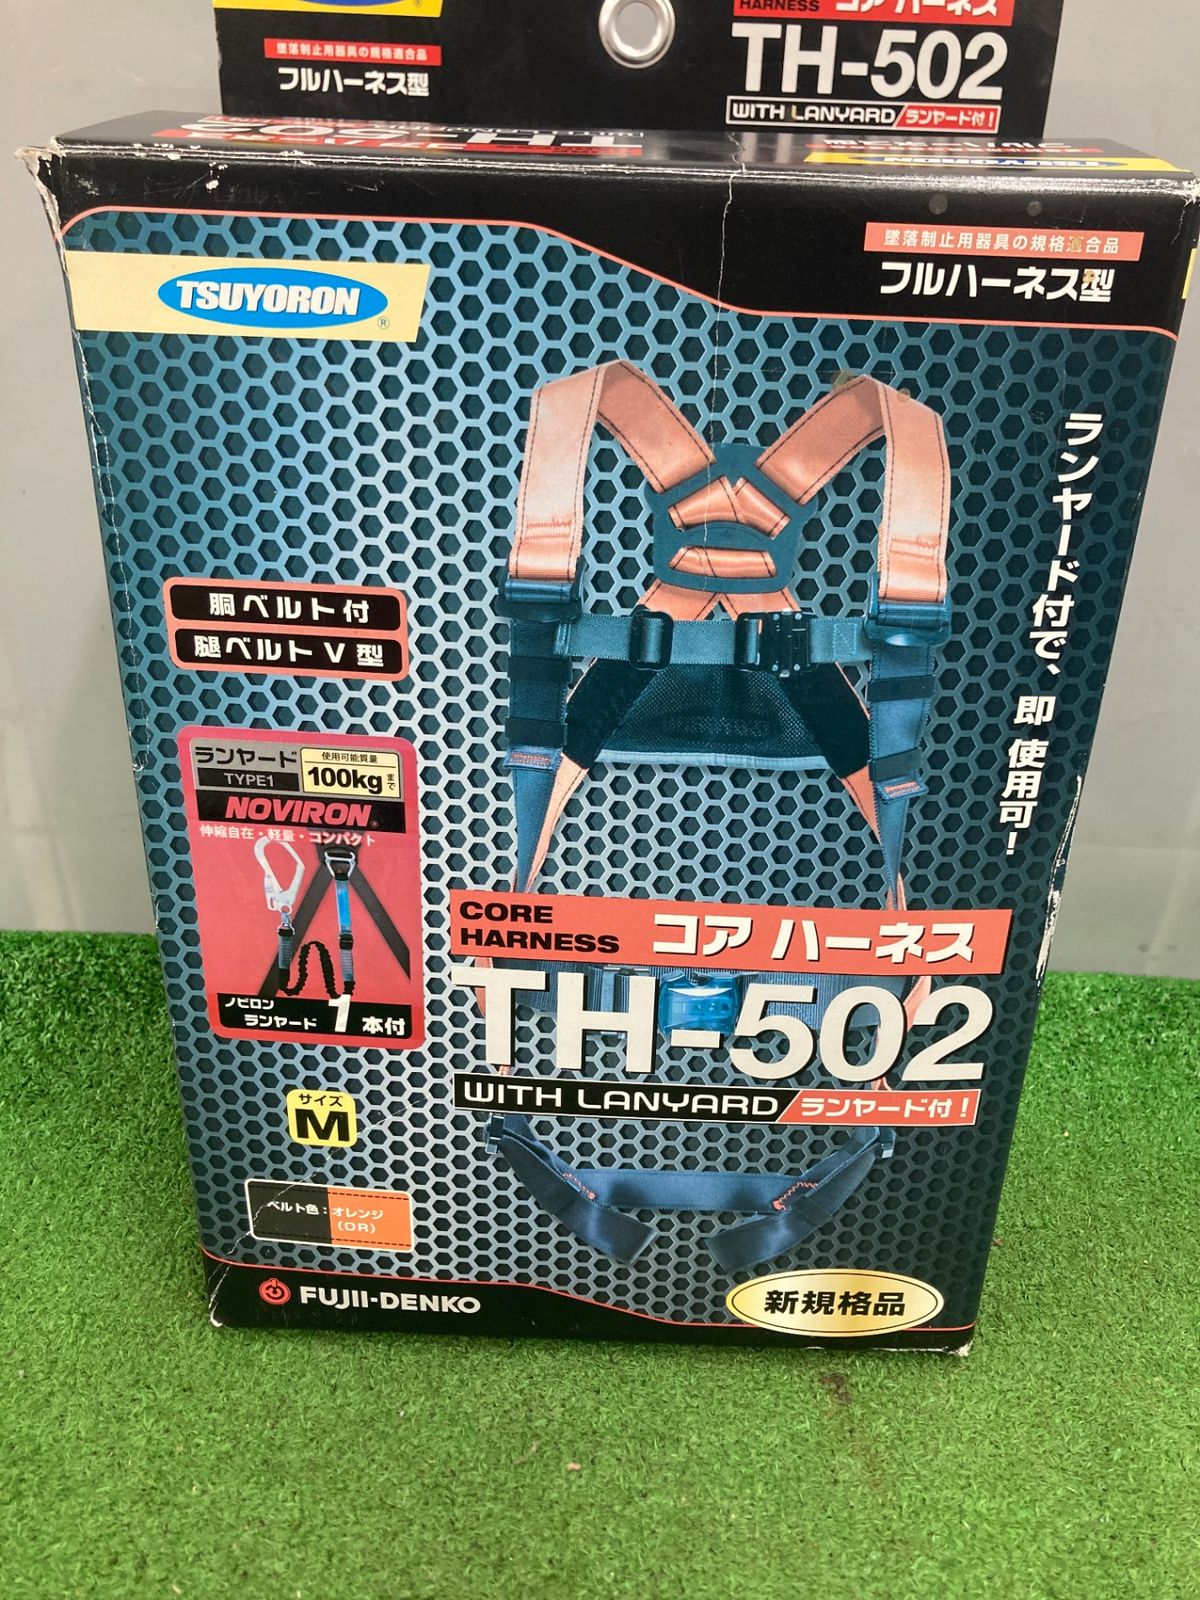 墜落制止用器具の規格適合品
フルハーネス型
HARNESS コア ハーネス
TH-502
WITH LANYARD ランヤード付!
TH-502
TSUYORON
TSUYORON®
墜落制止用器具の規格適合品
フルハーネス型
ランヤード付で、即 使用可!
胴ベルト付
腿ベルトV型
ランヤード
TYPE1
使用可能質量
100kgまで
NOVIRON®
伸縮自在・軽量・コンパクト
ノビロン
ランヤード 1本付
CORE
HARNESS
コア ハーネス
TH-502
WITH LANYARD ランヤード付!
サイズ
M
ベルト色:オレンジ
(OR)
FUJII-DENKO
新規格品